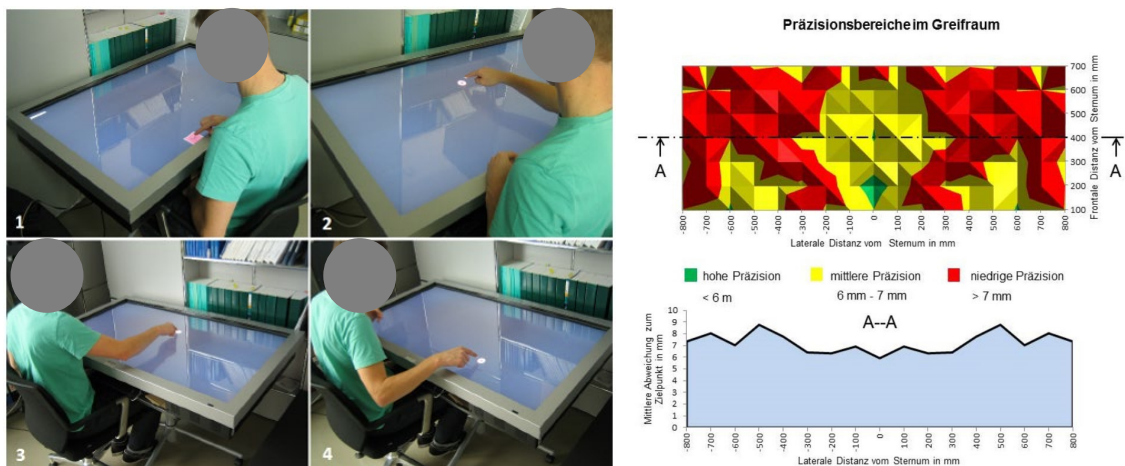 1
2
3
4
Präzisionsbereiche im Greifraum
700
600
500
400
300
200
100
Frontale Distanz vom Sternum in mm
A
A
-800 -700 -600 -500 -400 -300 -200 -100 0 100 200 300 400 500 600 700 800
Laterale Distanz vom Sternum in mm
hohe Präzision
< 6 m
mittlere Präzision
6 mm - 7 mm
niedrige Präzision
> 7 mm
A--A
Mittlere Abweichung zum
Zielpunkt in mm
10
9
8
7
6
5
4
3
2
1
0
-800 -700 -600 -500 -400 -300 -200 -100 0 100 200 300 400 500 600 700 800
Laterale Distanz vom Sternum in mm